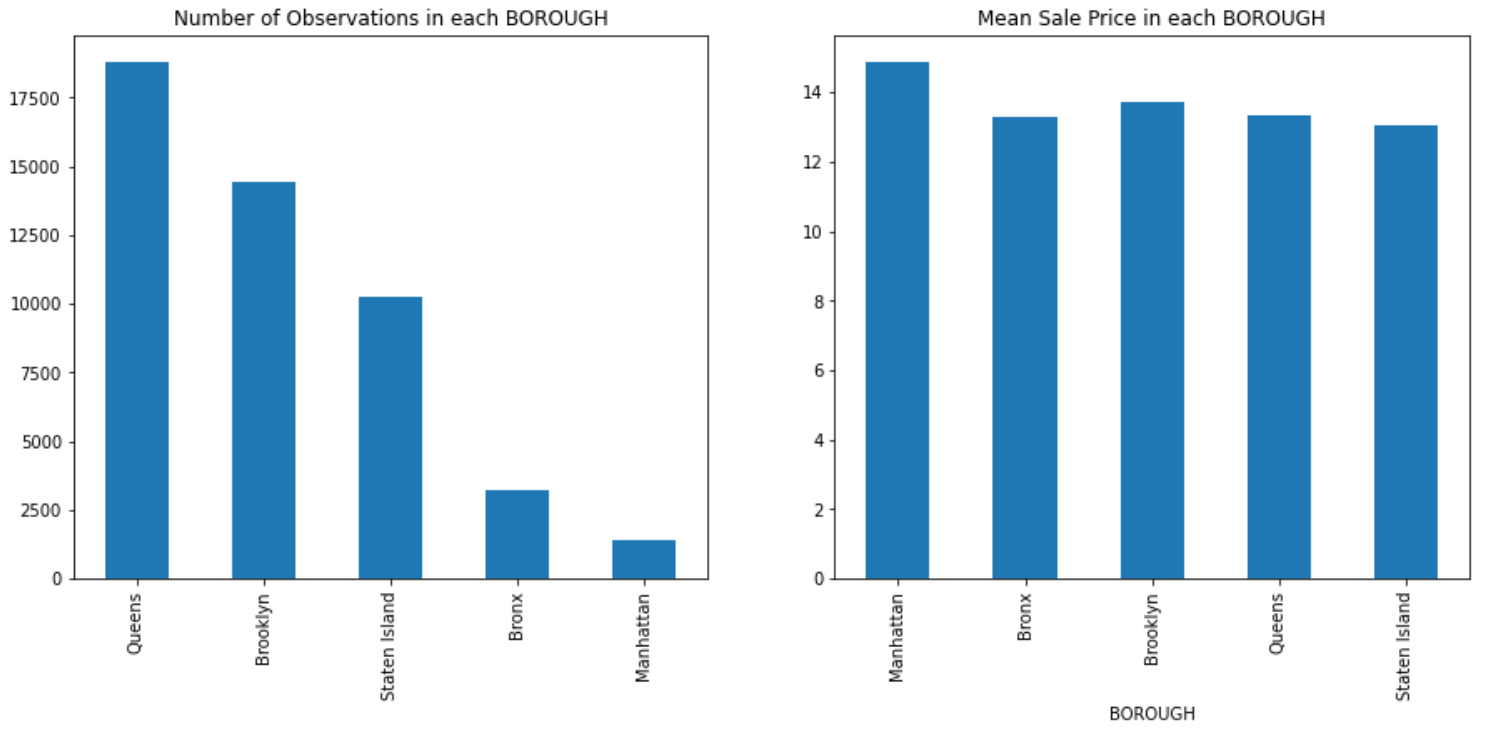 Number of Observations in each BOROUGH
17500
15000
12500
10000
7500
5000
2500
0
Queens
Brooklyn
Staten Island
Bronx
Manhattan
Mean Sale Price in each BOROUGH
14
12
10
8
6
4
2
0
Manhattan
Bronx
Brooklyn
Queens
Staten Island
BOROUGH